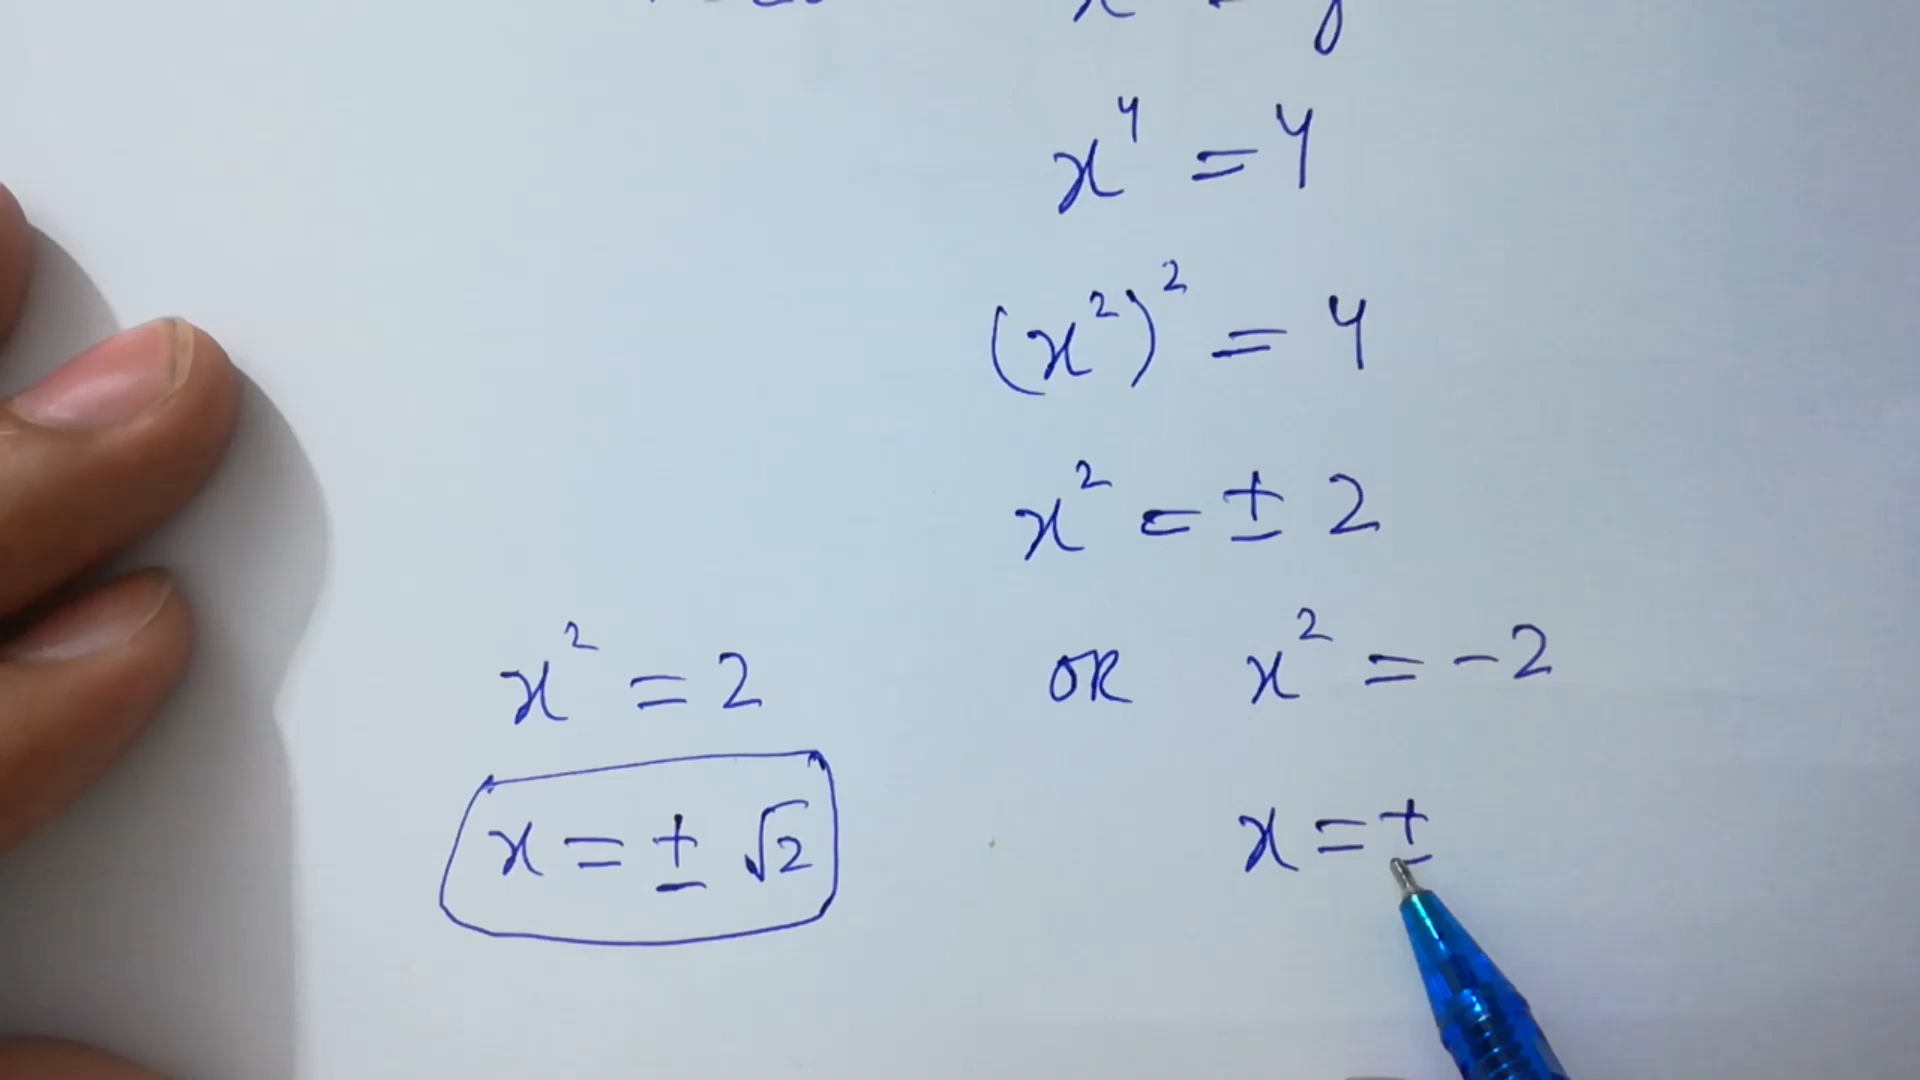 x⁴ = 4
(x²)² = 4
x² = ± 2
x² = 2 OR x² = -2
x = ± √2 x = ±